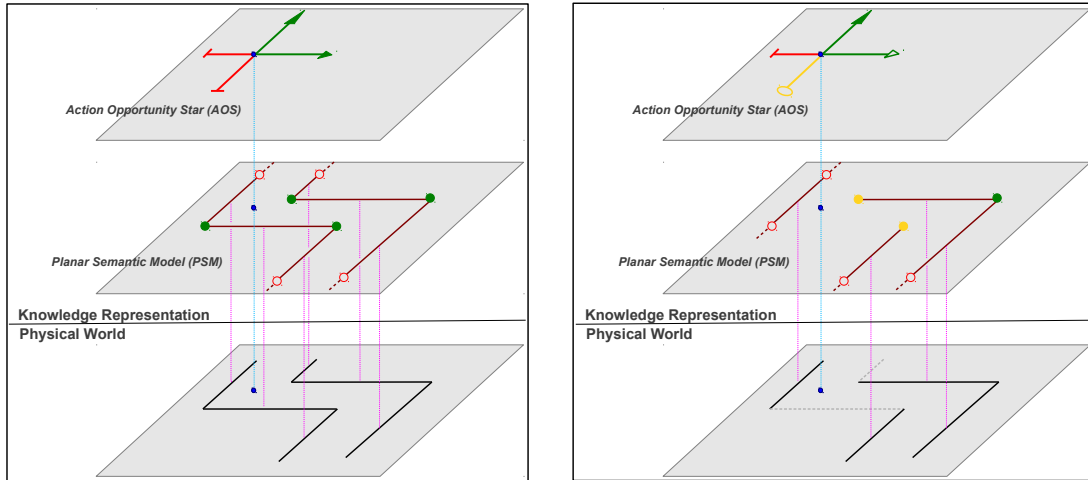 Action Opportunity Star (AOS)
Planar Semantic Model (PSM)
Knowledge Representation
Physical World
Action Opportunity Star (AOS)
Planar Semantic Model (PSM)
Knowledge Representation
Physical World